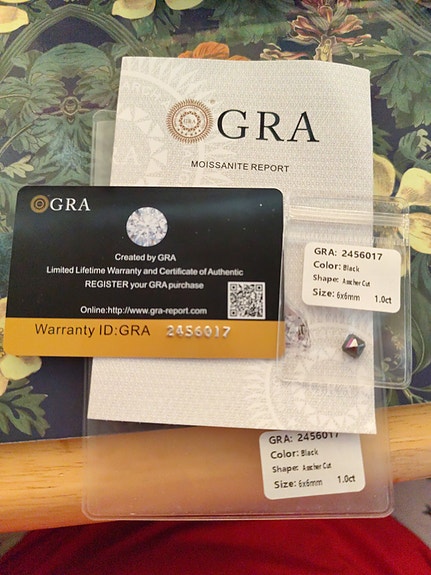 GRA
MOISSANITE REPORT
GRA
Created by GRA
Limited Lifetime Warranty and Certificate of Authentic
REGISTER your GRA purchase
Online:http://www.gra-report.com
Warranty ID:GRA 2456017
GRA: 2456017
Color: Black
Shape: Asscher Cut
Size: 6x6mm 1.0ct
GRA: 2456017
Color: Black
Shape: Asscher Cut
Size: 6x6mm 1.0ct